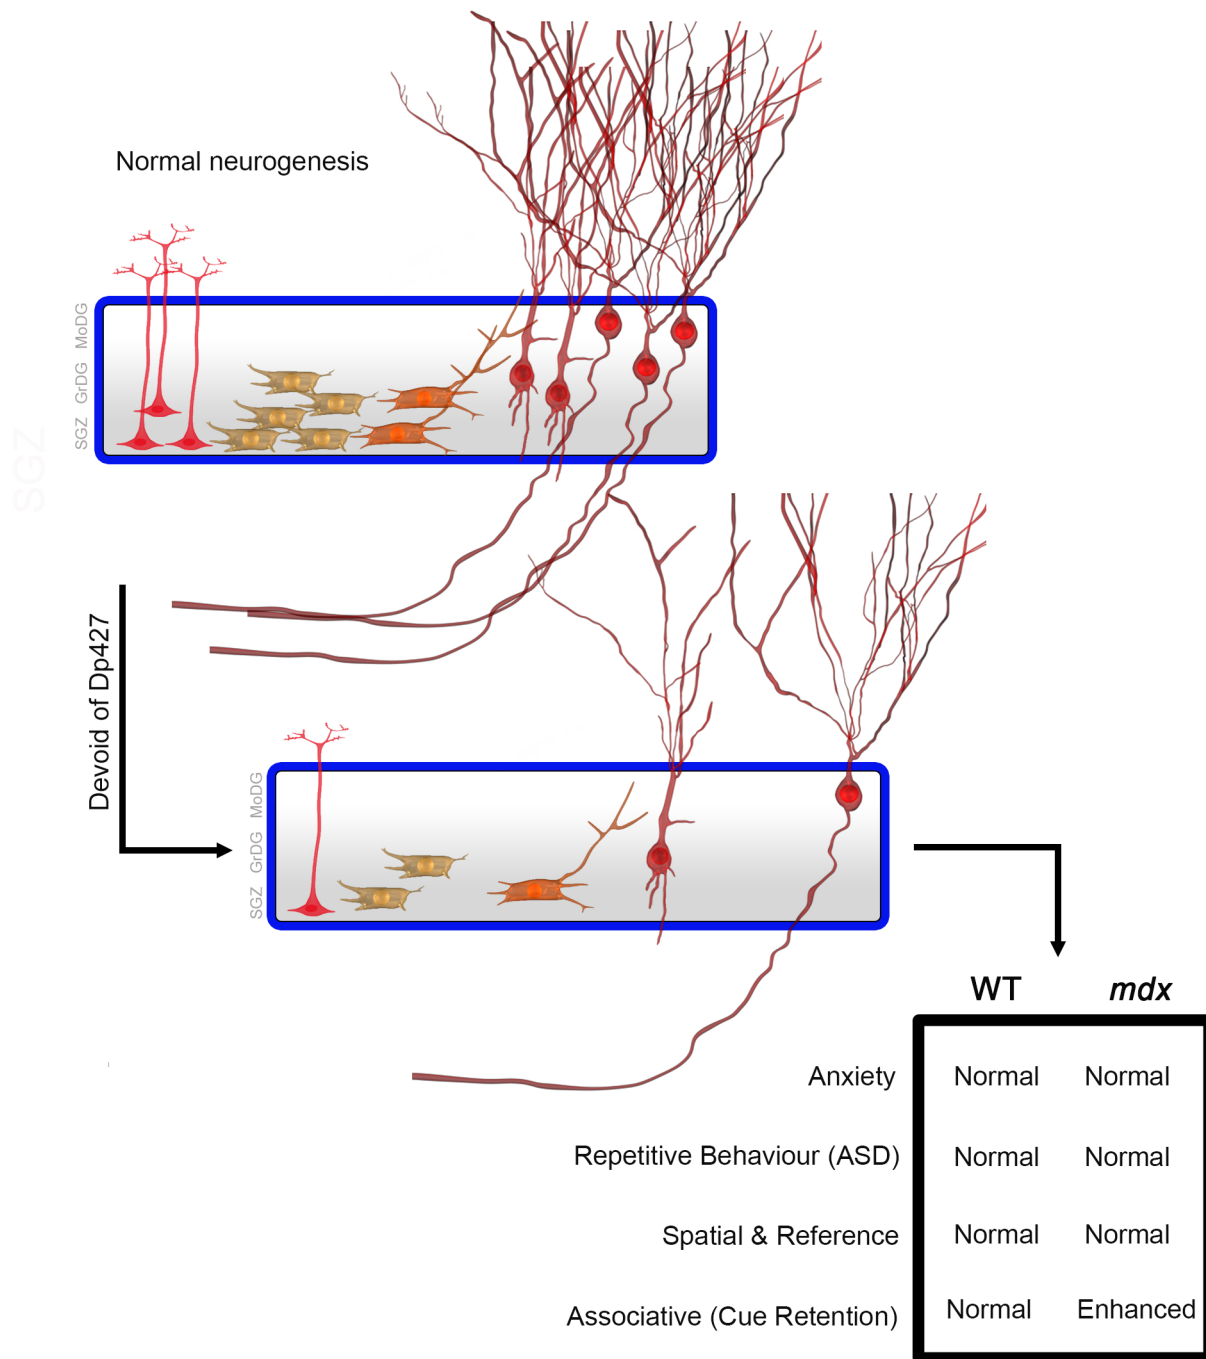 Normal neurogenesis
MoDG
GrDG
SGZ
SGZ
Devoid of Dp427
MoDG
GrDG
SGZ
WT mdx
Anxiety Normal Normal
Repetitive Behaviour (ASD) Normal Normal
Spatial & Reference Normal Normal
Associative (Cue Retention) Normal Enhanced